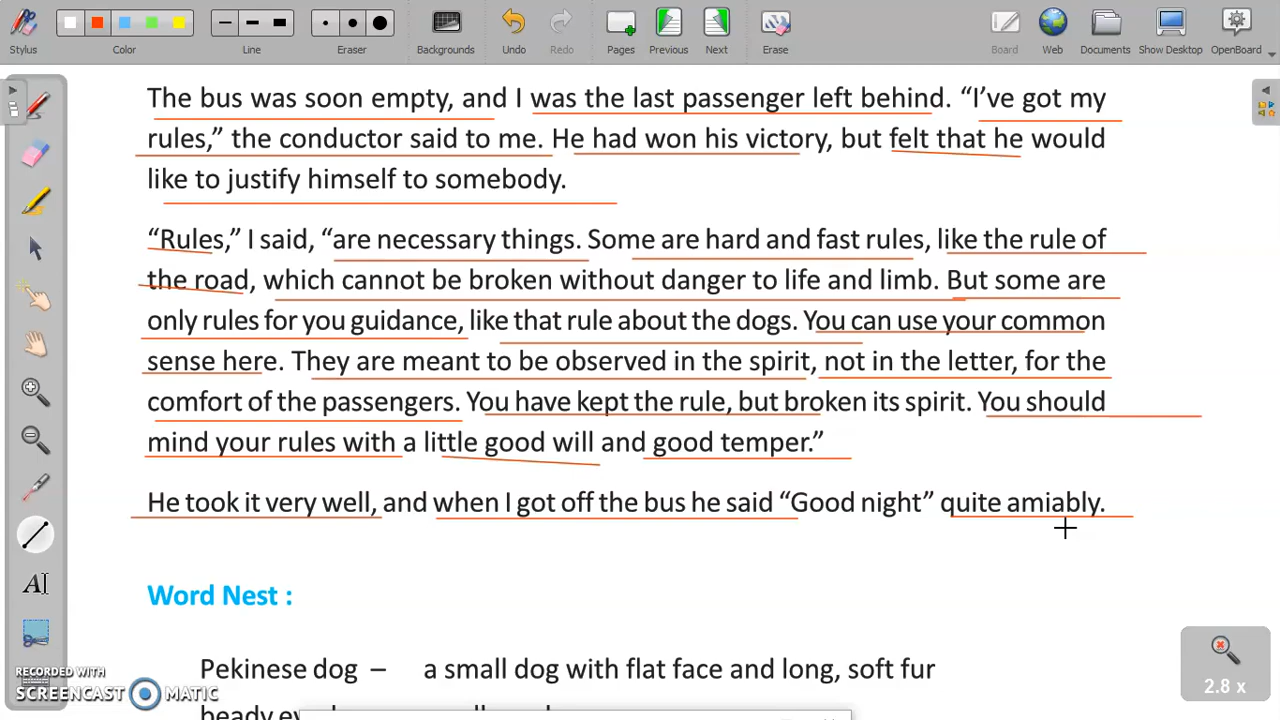 Stylus Color Line Eraser Backgrounds Undo Redo Pages Previous Next Erase Board Web Documents Show Desktop OpenBoard
The bus was soon empty, and I was the last passenger left behind. “I’ve got my
rules,” the conductor said to me. He had won his victory, but felt that he would
like to justify himself to somebody.
“Rules,” I said, “are necessary things. Some are hard and fast rules, like the rule of
the road, which cannot be broken without danger to life and limb. But some are
only rules for you guidance, like that rule about the dogs. You can use your common
sense here. They are meant to be observed in the spirit, not in the letter, for the
comfort of the passengers. You have kept the rule, but broken its spirit. You should
mind your rules with a little good will and good temper.”
He took it very well, and when I got off the bus he said “Good night” quite amiably.
Word Nest :
Pekinese dog – a small dog with flat face and long, soft fur
RECORDED WITH
SCREENCAST MATIC
2.8 x